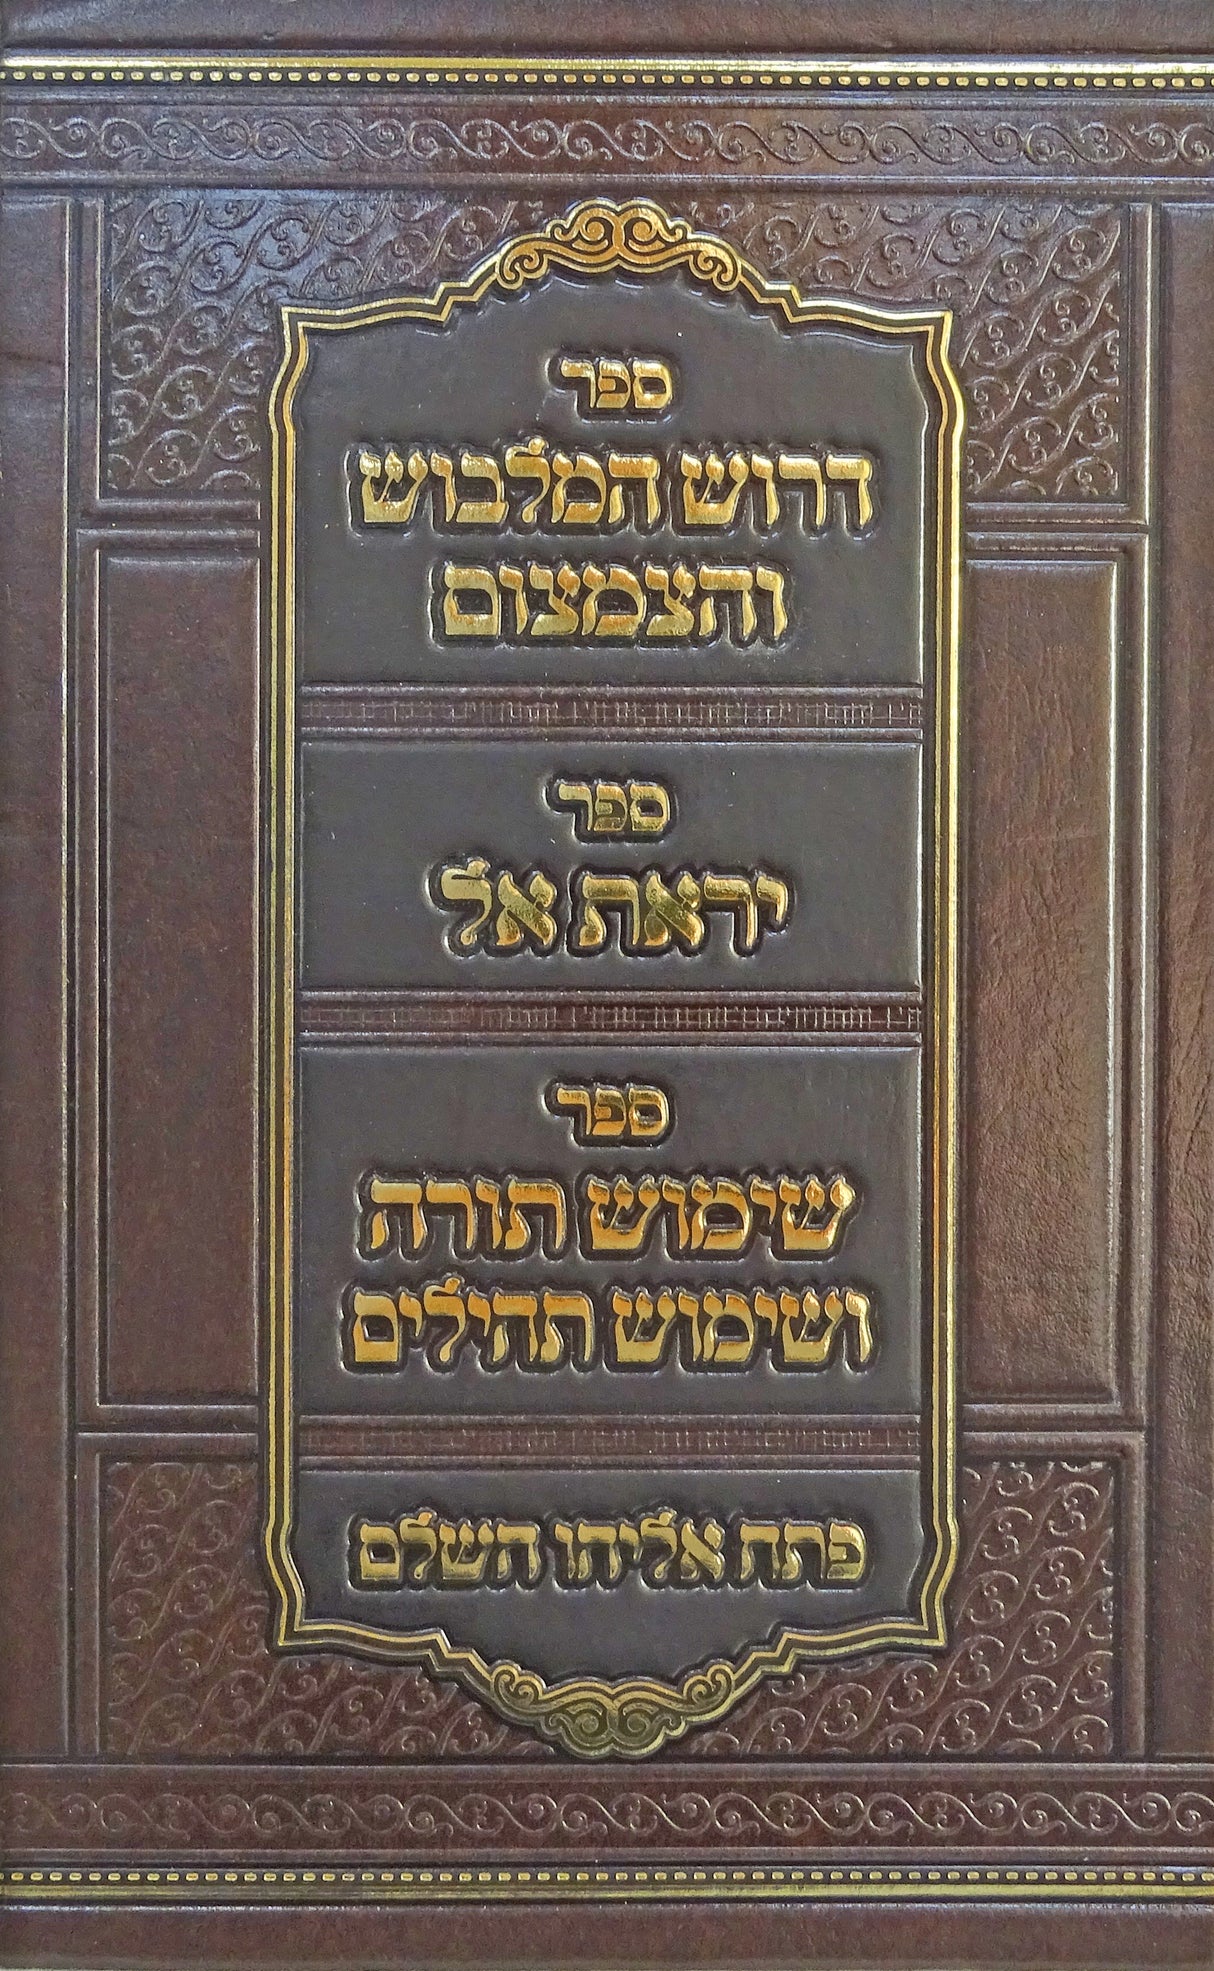 ספר
דרוש המלבוש
והצמצום
ספר
יראת אל
ספר
שימוש תורה
ושימוש תהילים
פתח אליהו השלם